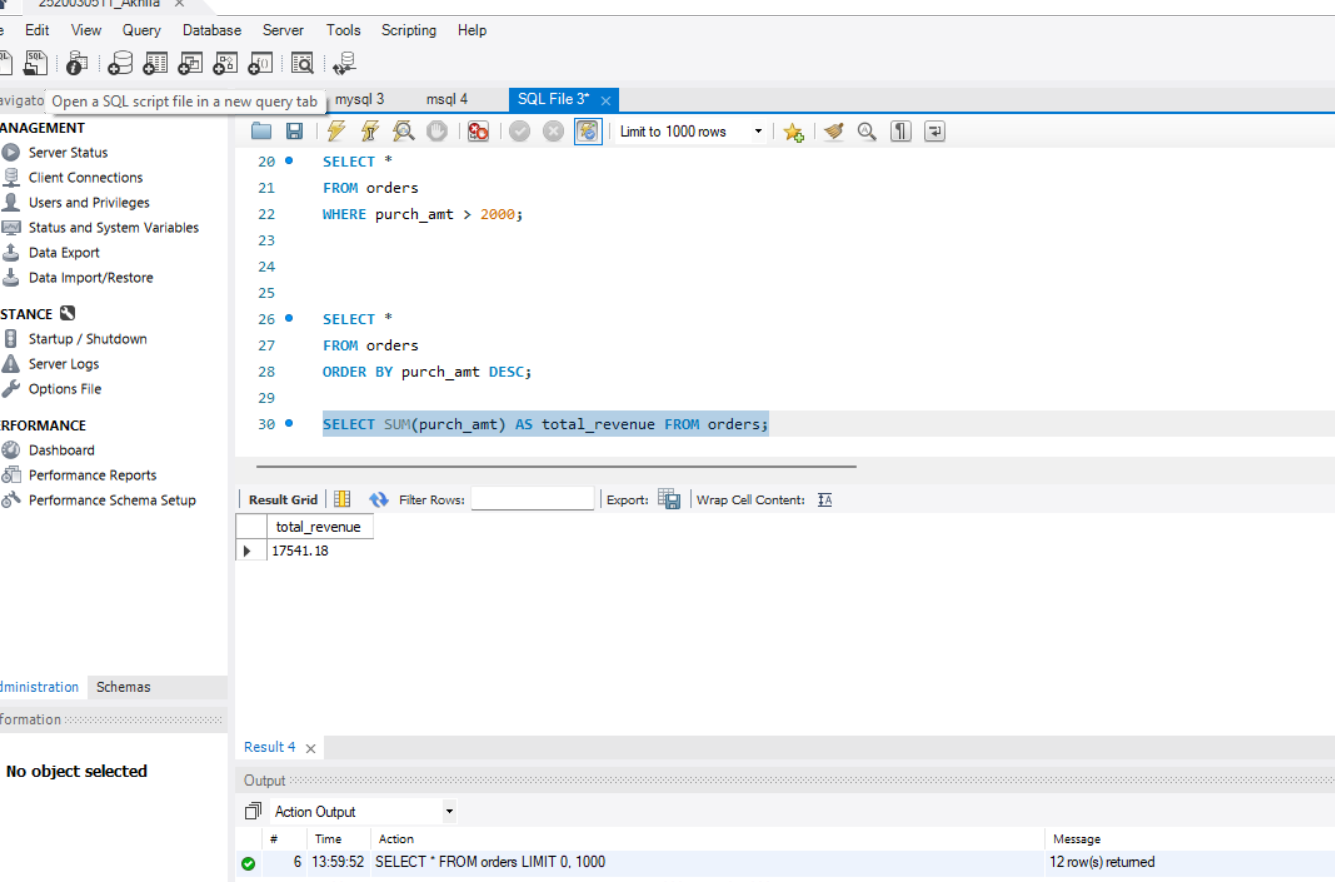 2520030511_Akhila ×
Edit View Query Database Server Tools Scripting Help
Open a SQL script file in a new query tab
mysql 3 msql 4 SQL File 3* ×
ANAGEMENT
Server Status
Client Connections
Users and Privileges
Status and System Variables
Data Export
Data Import/Restore
STANCE
Startup / Shutdown
Server Logs
Options File
RFORMANCE
Dashboard
Performance Reports
Performance Schema Setup
dministration Schemas
formation
No object selected
Limit to 1000 rows
20 SELECT *
21 FROM orders
22 WHERE purch_amt > 2000;
23
24
25
26 SELECT *
27 FROM orders
28 ORDER BY purch_amt DESC;
29
30 SELECT SUM(purch_amt) AS total_revenue FROM orders;
Result Grid Filter Rows: Export: Wrap Cell Content: IA
total_revenue
17541.18
Result 4 ×
Output
Action Output
# Time Action Message
6 13:59:52 SELECT * FROM orders LIMIT 0, 1000 12 row(s) returned